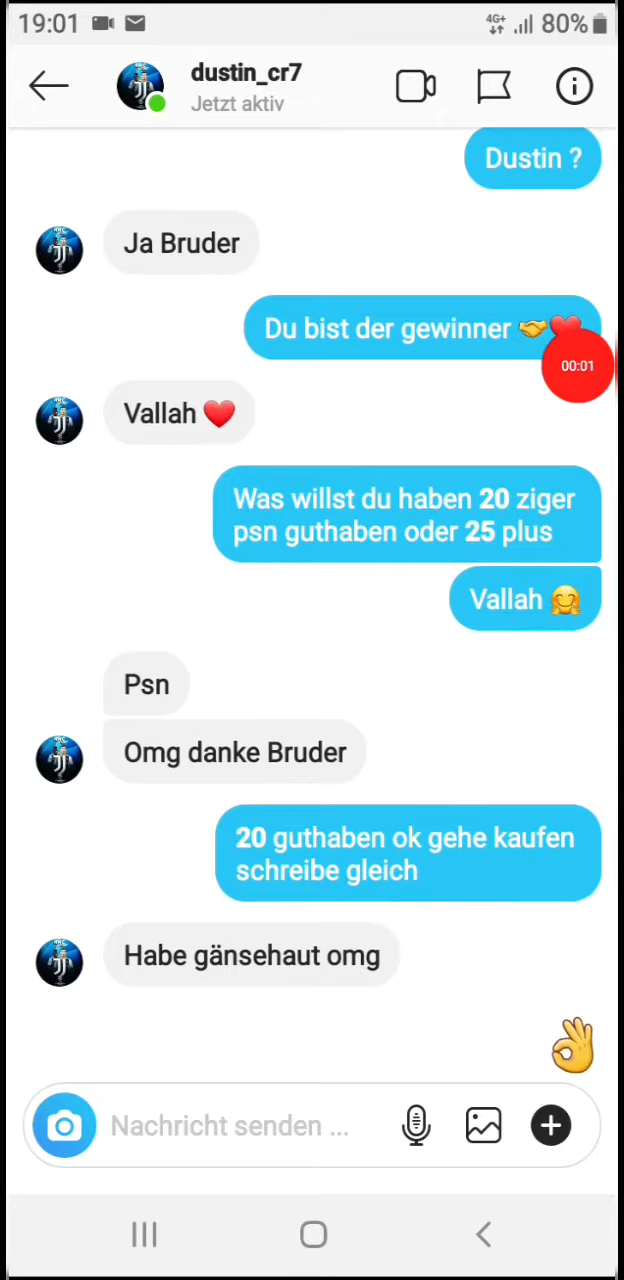 19:01
4G+
80%
dustin_cr7
Jetzt aktiv
Dustin ?
Ja Bruder
Du bist der gewinner 🤝❤️
00:01
Vallah ❤️
Was willst du haben 20 ziger
psn guthaben oder 25 plus
Vallah 🤗
Psn
Omg danke Bruder
20 guthaben ok gehe kaufen
schreibe gleich
Habe gänsehaut omg
👌
Nachricht senden ...